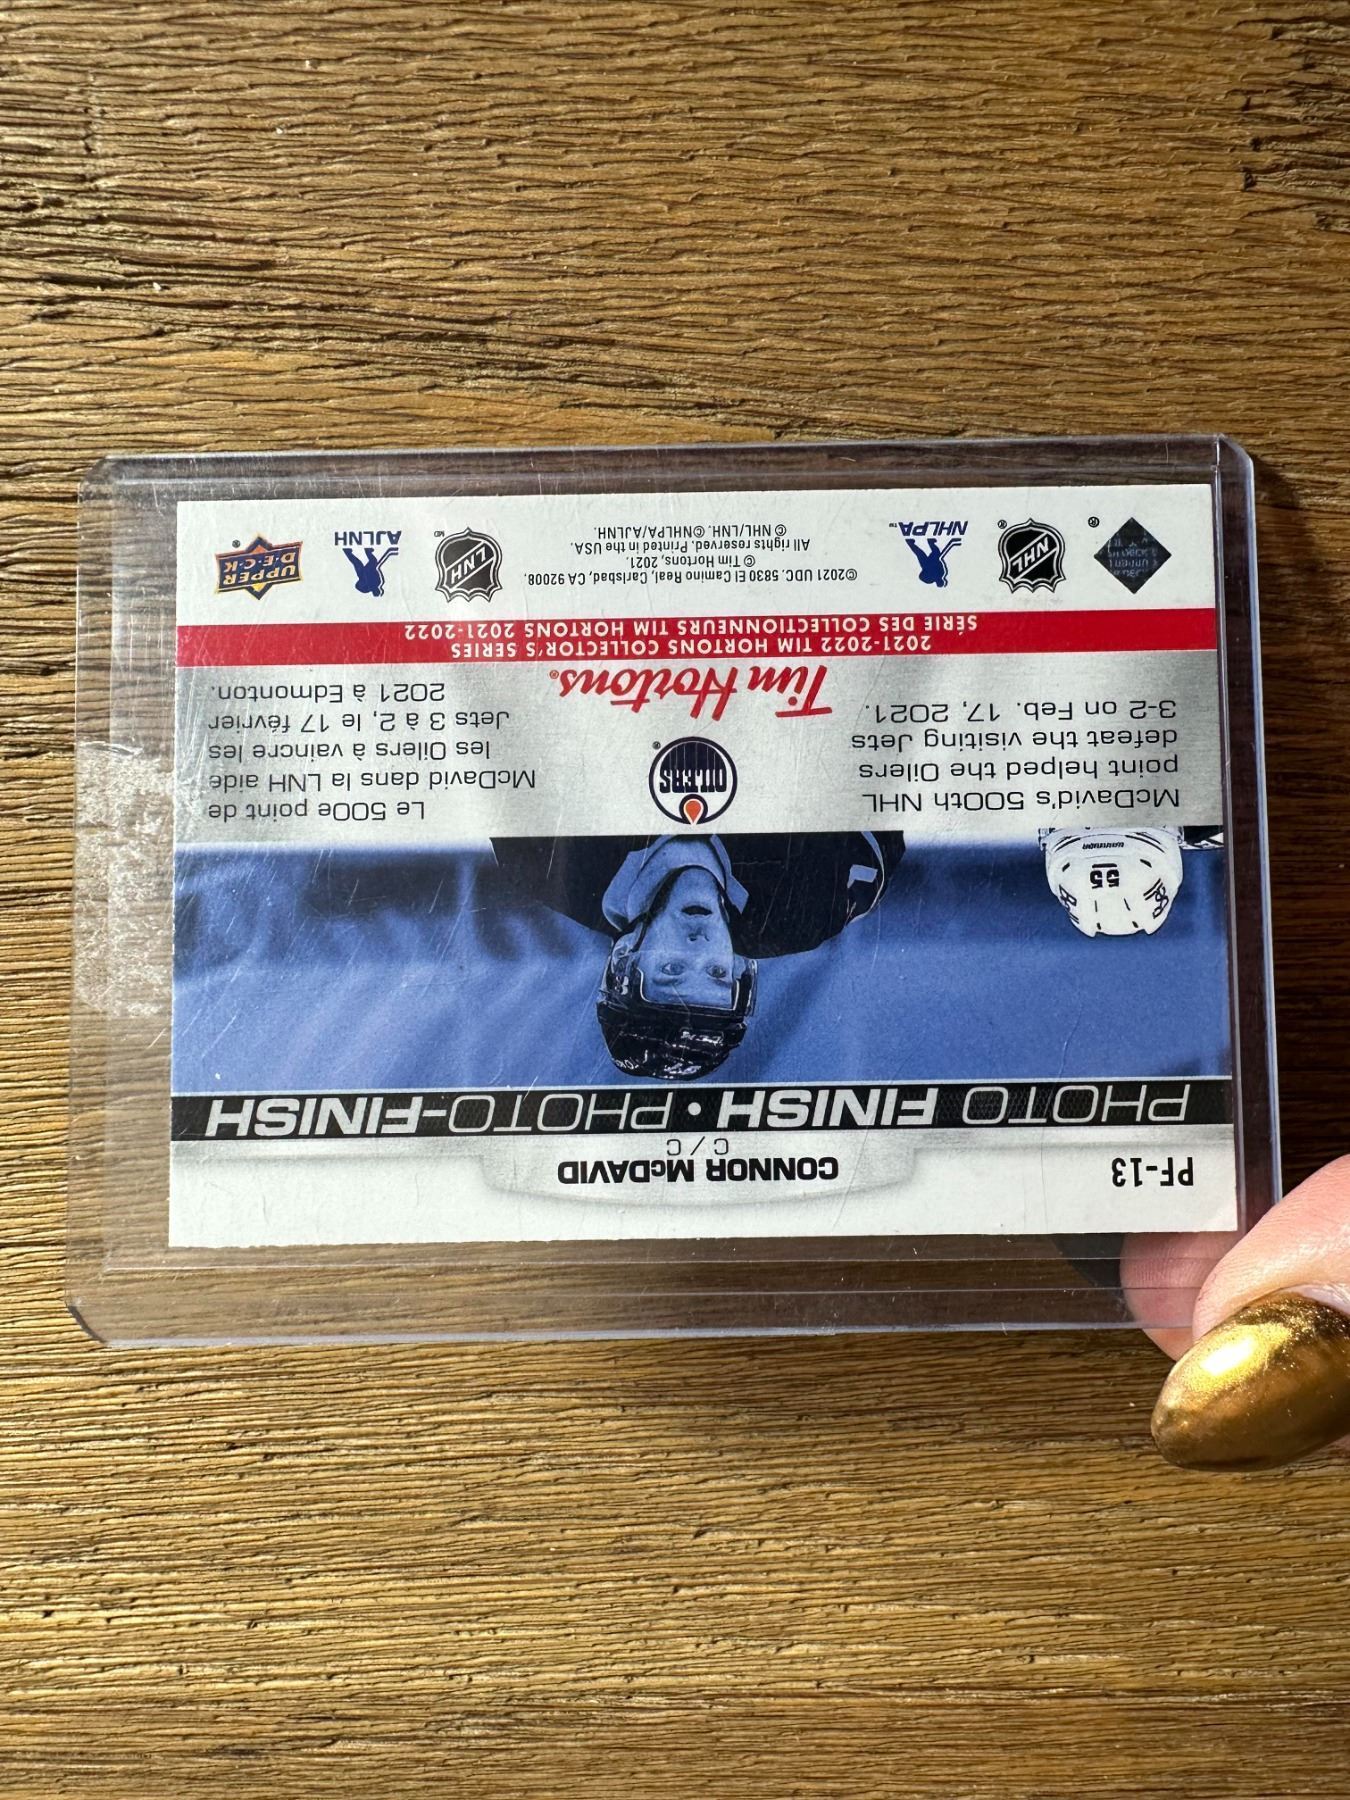 PF-13
CONNOR McDAVID
C / C
PHOTO FINISH • PHOTO-FINISH
55
McDavid's 500th NHL
point helped the Oilers
defeat the visiting Jets
3-2 on Feb. 17, 2021.
OILERS
®
Tim Hortons®
Le 500e point de
McDavid dans la LNH aide
les Oilers à vaincre les
Jets 3 à 2, le 17 février
2021 à Edmonton.
2021-2022 TIM HORTONS COLLECTOR'S SERIES
SÉRIE DES COLLECTIONNEURS TIM HORTONS 2021-2022
®
NHL
®
NHLPA™
©2021 UDC. 5830 El Camino Real, Carlsbad, CA 92008.
© Tim Hortons, 2021.
All rights reserved. Printed in the USA.
© NHL/LNH. ©NHLPA/AJLNH.
LNH
MD
AJLNH
UPPER
D·E·C·K
®